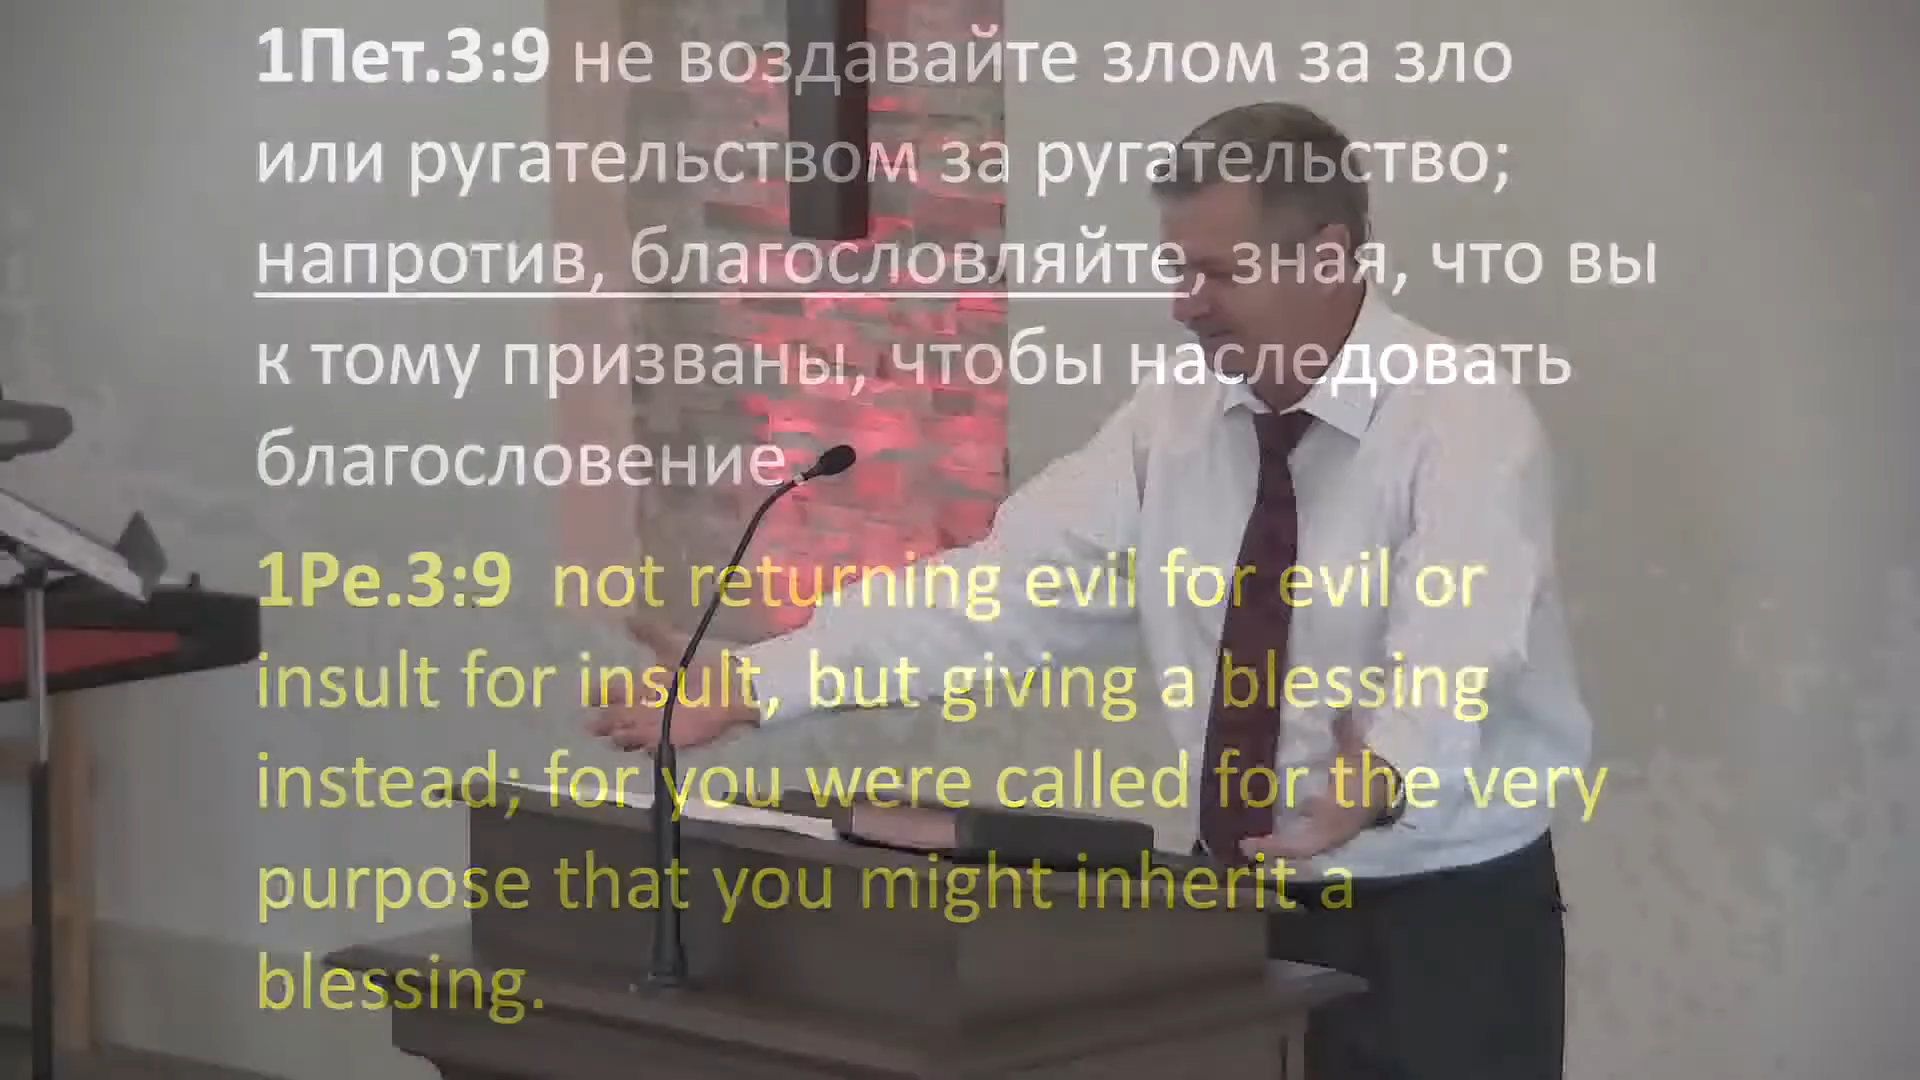 1Пет.3:9 не воздавайте злом за зло
или ругательством за ругательство;
напротив, благословляйте, зная, что вы
к тому призваны, чтобы наследовать
благословение.
1Pe.3:9 not returning evil for evil or
insult for insult, but giving a blessing
instead; for you were called for the very
purpose that you might inherit a
blessing.